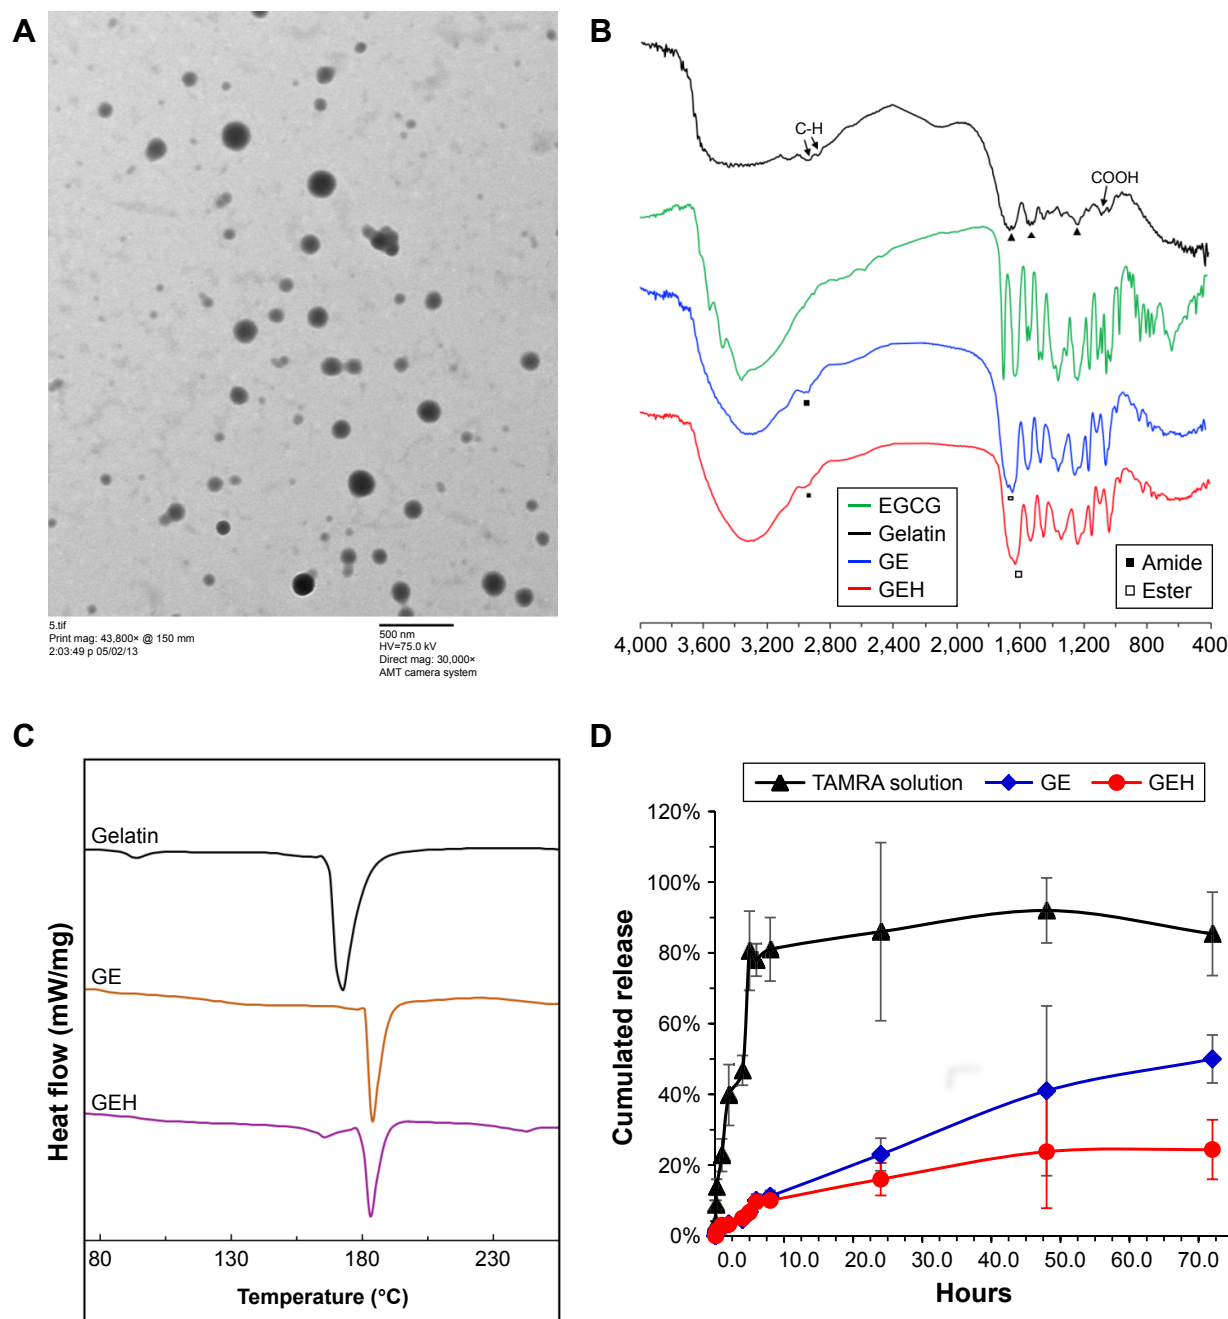 A
5.tif
Print mag: 43,800× @ 150 mm
2:03:49 p 05/02/13
500 nm
HV=75.0 kV
Direct mag: 30,000×
AMT camera system
B
C-H
COOH
EGCG
Gelatin
GE
GEH
Amide
Ester
4,000 3,600 3,200 2,800 2,400 2,000 1,600 1,200 800 400
C
Gelatin
GE
GEH
Heat flow (mW/mg)
80 130 180 230
Temperature (°C)
D
TAMRA solution GE GEH
120%
100%
80%
60%
40%
20%
0%
Cumulated release
0.0 10.0 20.0 30.0 40.0 50.0 60.0 70.0
Hours